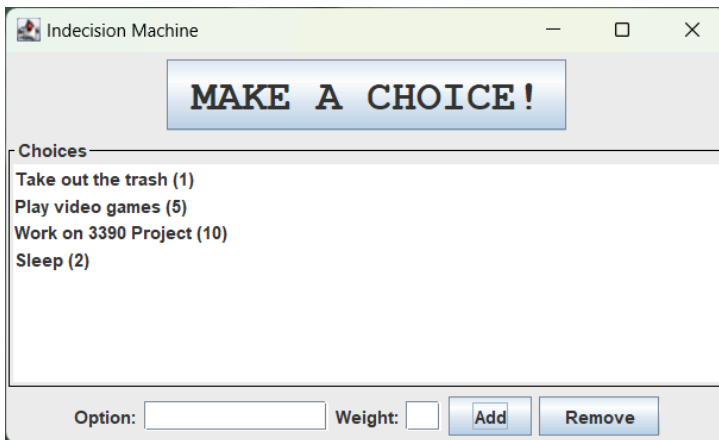 Indecision Machine
MAKE A CHOICE!
Choices
Take out the trash (1)
Play video games (5)
Work on 3390 Project (10)
Sleep (2)
Option: Weight: Add Remove